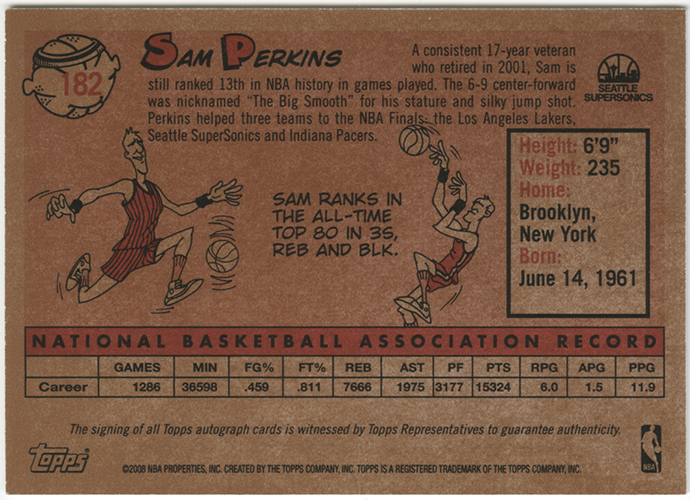 182
SAM PERKINS
A consistent 17-year veteran
who retired in 2001, Sam is
still ranked 13th in NBA history in games played. The 6-9 center-forward
was nicknamed "The Big Smooth" for his stature and silky jump shot.
Perkins helped three teams to the NBA Finals: the Los Angeles Lakers,
Seattle SuperSonics and Indiana Pacers.
SEATTLE
SUPERSONICS
SAM RANKS IN
THE ALL-TIME
TOP 80 IN 3S,
REB AND BLK.
Height: 6'9"
Weight: 235
Home:
Brooklyn,
New York
Born:
June 14, 1961
NATIONAL BASKETBALL ASSOCIATION RECORD
GAMES MIN FG% FT% REB AST PF PTS RPG APG PPG
Career 1286 36598 .459 .811 7666 1975 3177 15324 6.0 1.5 11.9
The signing of all Topps autograph cards is witnessed by Topps Representatives to guarantee authenticity.
topps
©2008 NBA PROPERTIES, INC. CREATED BY THE TOPPS COMPANY, INC. TOPPS IS A REGISTERED TRADEMARK OF THE TOPPS COMPANY, INC.